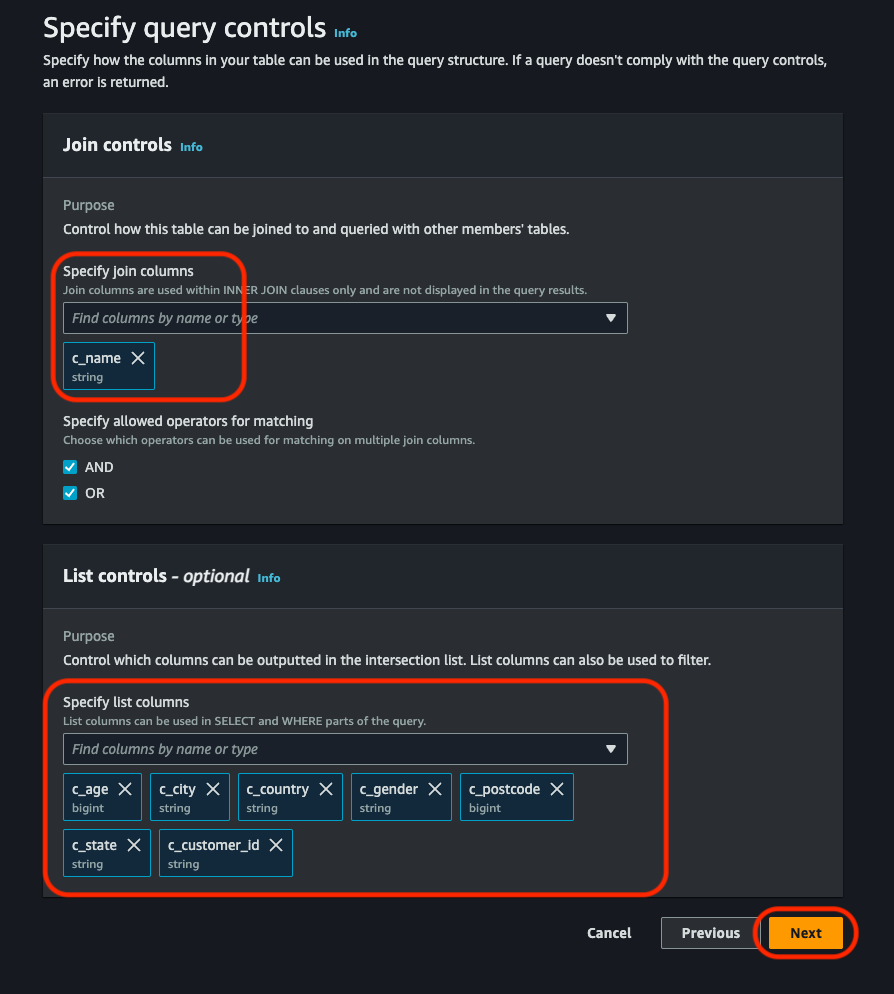 Specify query controls Info
Specify how the columns in your table can be used in the query structure. If a query doesn't comply with the query controls,
an error is returned.
Join controls Info
Purpose
Control how this table can be joined to and queried with other members' tables.
Specify join columns
Join columns are used within INNER JOIN clauses only and are not displayed in the query results.
Find columns by name or type
c_name
string
Specify allowed operators for matching
Choose which operators can be used for matching on multiple join columns.
AND
OR
List controls - optional Info
Purpose
Control which columns can be outputted in the intersection list. List columns can also be used to filter.
Specify list columns
List columns can be used in SELECT and WHERE parts of the query.
Find columns by name or type
c_age c_city c_country c_gender c_postcode
bigint string string string bigint
c_state c_customer_id
string string
Cancel Previous Next